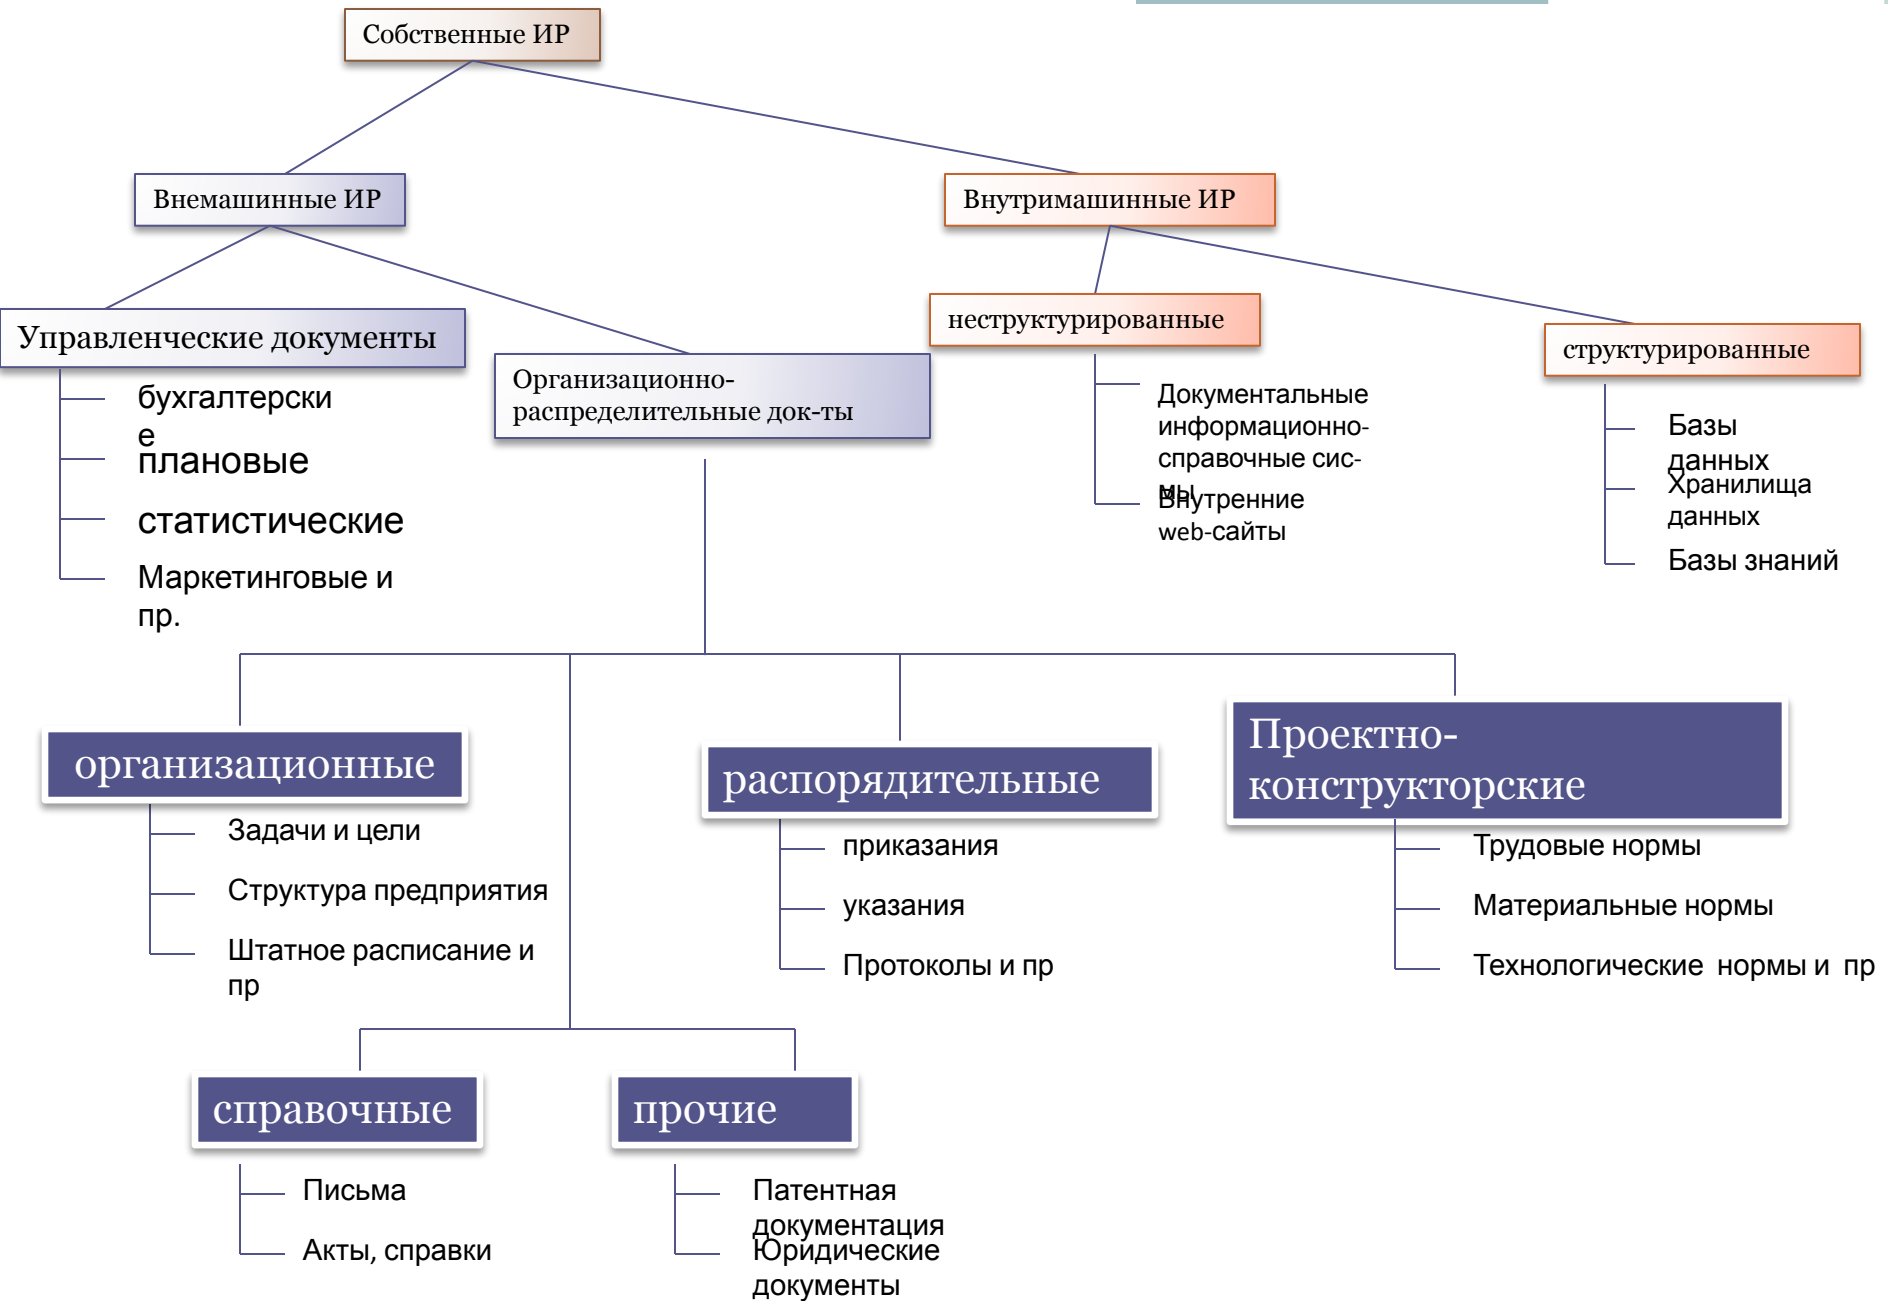 Собственные ИР
Внемашинные ИР
Внутримашинные ИР
Управленческие документы
бухгалтерски
е
плановые
статистические
Маркетинговые и
пр.
Организационно-
распределительные док-ты
неструктурированные
Документальные
информационно-
справочные сис-
мы
Внутренние
web-сайты
структурированные
Базы
данных
Хранилища
данных
Базы знаний
организационные
Задачи и цели
Структура предприятия
Штатное расписание и
пр
распорядительные
приказания
указания
Протоколы и пр
Проектно-
конструкторские
Трудовые нормы
Материальные нормы
Технологические нормы и пр
справочные
Письма
Акты, справки
прочие
Патентная
документация
Юридические
документы